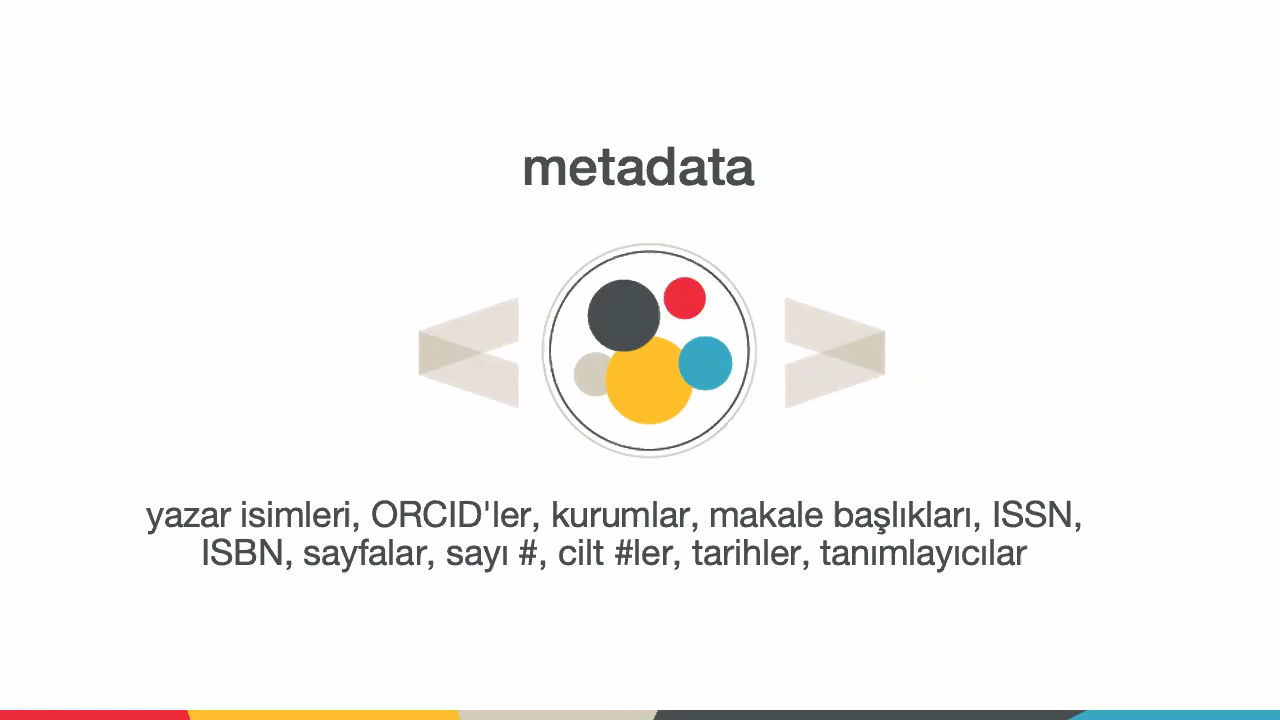 metadata
yazar isimleri, ORCID'ler, kurumlar, makale başlıkları, ISSN,
ISBN, sayfalar, sayı #, cilt #ler, tarihler, tanımlayıcılar